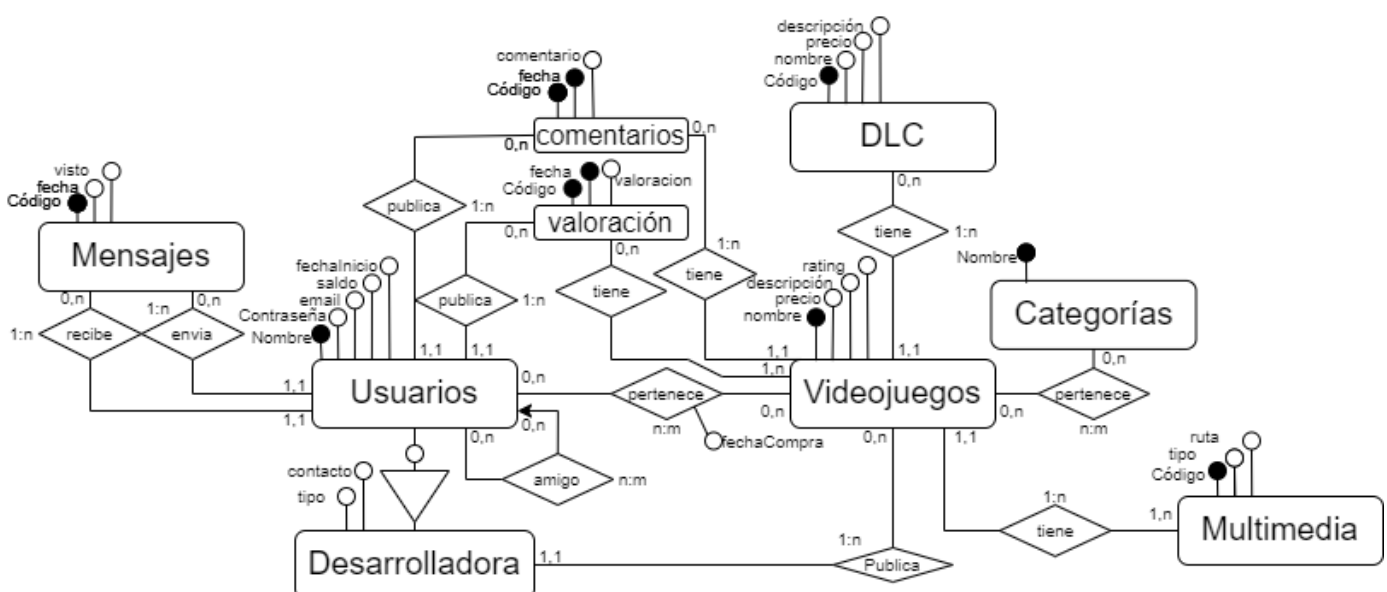 descripción
precio
nombre
Código
DLC
0,n
tiene
1:n
comentario
fecha
Código
comentarios
0,n
0,n
publica
1:n
fecha
Código
valoracion
valoración
0,n
0,n
publica
1:n
tiene
1:n
tiene
visto
fecha
Código
Mensajes
0,n
0,n
1:n
1:n
recibe
envia
fechaInicio
saldo
email
Contraseña
Nombre
1,1
1,1
1,1
1,1
Usuarios
0,n
0,n
0,n
amigo
n:m
pertenece
n:m
fechaCompra
0,n
rating
descripción
precio
nombre
1,1
1,n
1,1
Videojuegos
0,n
0,n
1,1
Nombre
Categorías
0,n
pertenece
n:m
ruta
tipo
Código
Multimedia
1:n
tiene
1,n
contacto
tipo
Desarrolladora
1,1
1:n
Publica